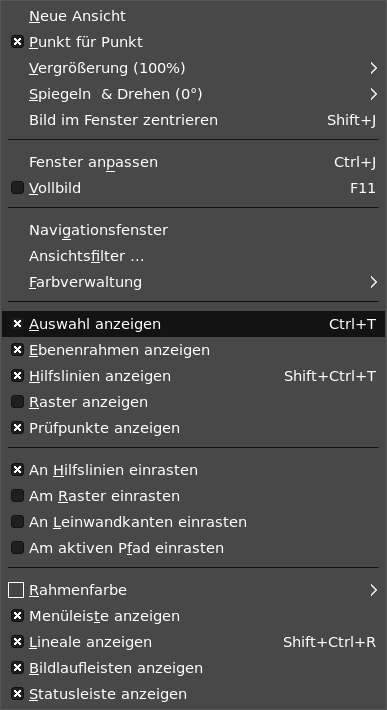 Neue Ansicht
Punkt für Punkt
Vergrößerung (100%)
Spiegeln & Drehen (0°)
Bild im Fenster zentrieren Shift+J
Fenster anpassen Ctrl+J
Vollbild F11
Navigationsfenster
Ansichtsfilter ...
Farbverwaltung
Auswahl anzeigen Ctrl+T
Ebenenrahmen anzeigen
Hilfslinien anzeigen Shift+Ctrl+T
Raster anzeigen
Prüfpunkte anzeigen
An Hilfslinien einrasten
Am Raster einrasten
An Leinwandkanten einrasten
Am aktiven Pfad einrasten
Rahmenfarbe
Menüleiste anzeigen
Lineale anzeigen Shift+Ctrl+R
Bildlaufleisten anzeigen
Statusleiste anzeigen